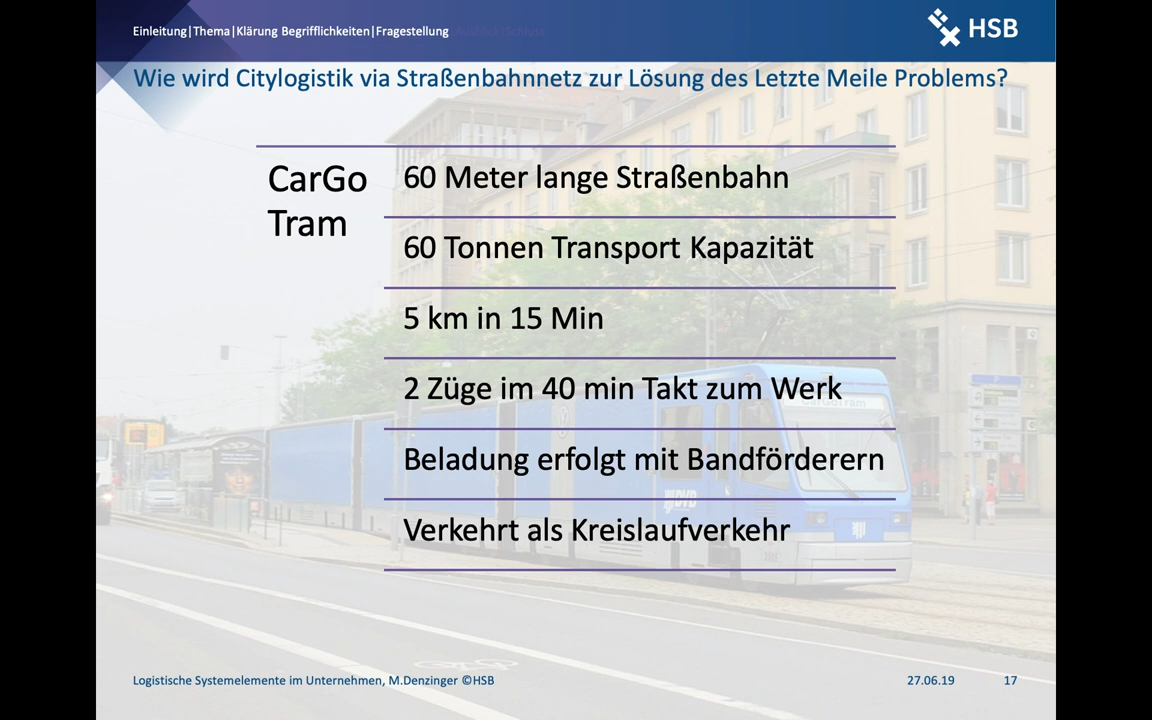 Einleitung|Thema|Klärung Begrifflichkeiten|Fragestellung
HSB
Wie wird Citylogistik via Straßenbahnnetz zur Lösung des Letzte Meile Problems?
CarGo
Tram
60 Meter lange Straßenbahn
60 Tonnen Transport Kapazität
5 km in 15 Min
2 Züge im 40 min Takt zum Werk
CarGoTram
Beladung erfolgt mit Bandförderern
DVB
Verkehrt als Kreislaufverkehr
Logistische Systemelemente im Unternehmen, M.Denzinger ©HSB
27.06.19
17